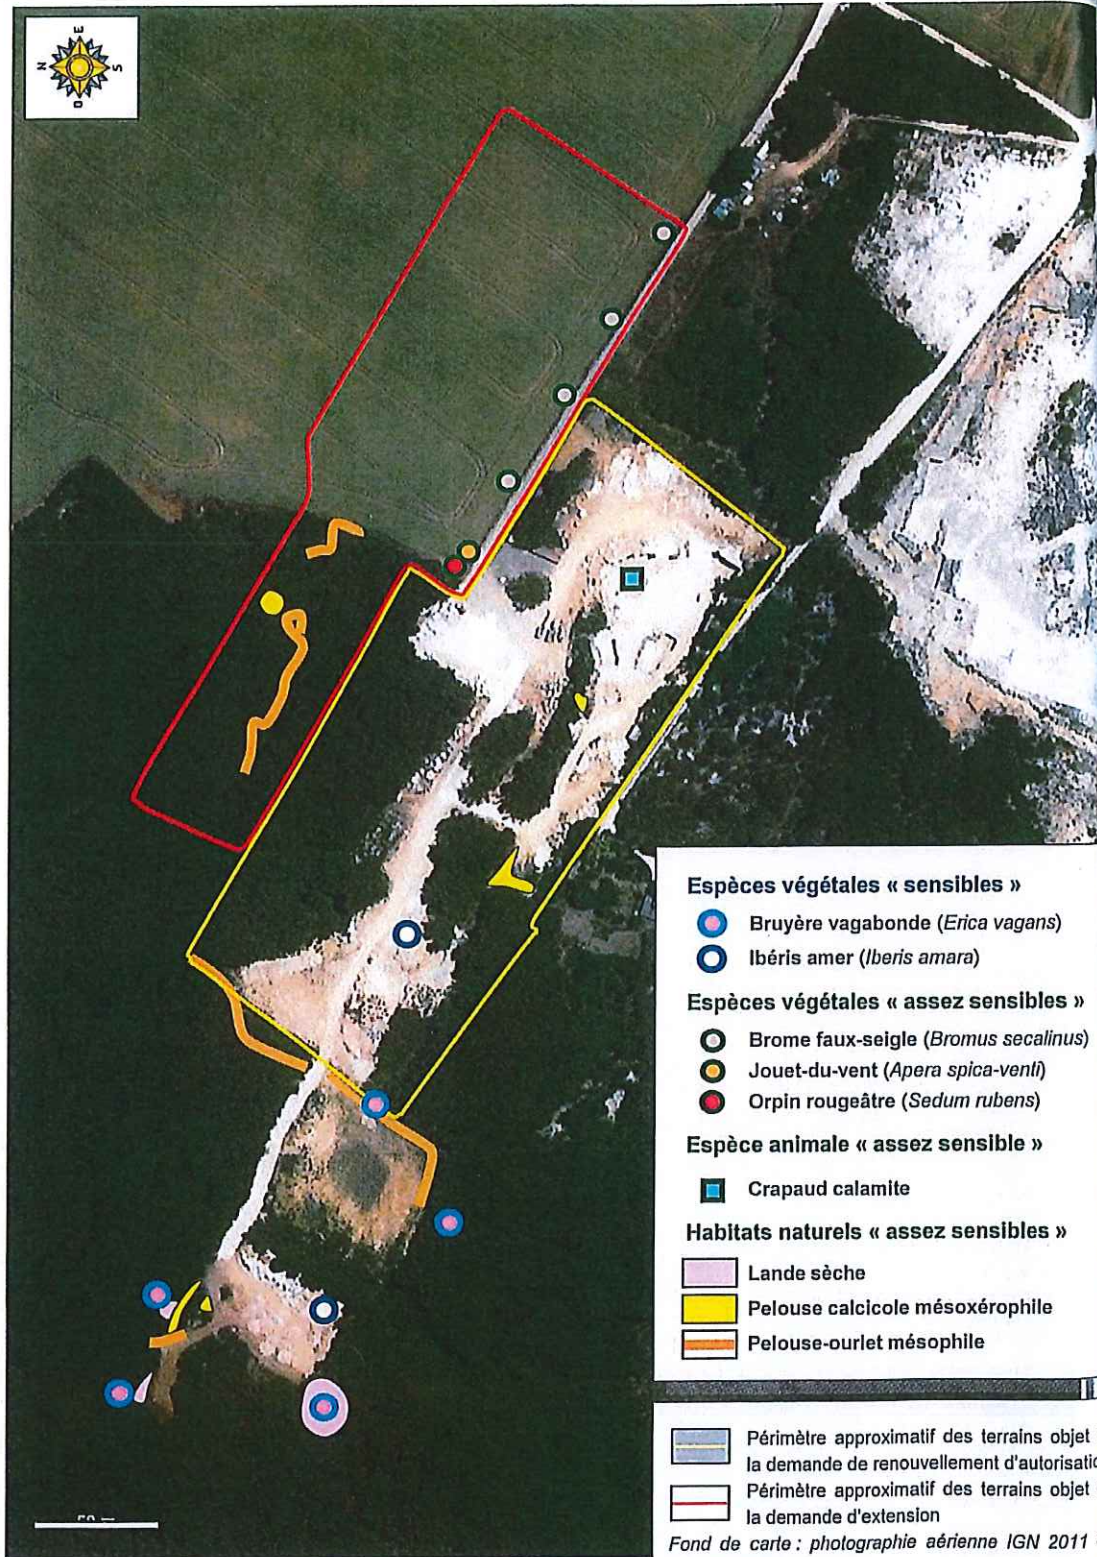 E
N
S
O
Espèces végétales « sensibles »
Bruyère vagabonde (Erica vagans)
Ibéris amer (Iberis amara)
Espèces végétales « assez sensibles »
Brome faux-seigle (Bromus secalinus)
Jouet-du-vent (Apera spica-venti)
Orpin rougeâtre (Sedum rubens)
Espèce animale « assez sensible »
Crapaud calamite
Habitats naturels « assez sensibles »
Lande sèche
Pelouse calcicole mésoxérophile
Pelouse-ourlet mésophile
Périmètre approximatif des terrains objet
la demande de renouvellement d'autorisatio
Périmètre approximatif des terrains objet
la demande d'extension
Fond de carte : photographie aérienne IGN 2011